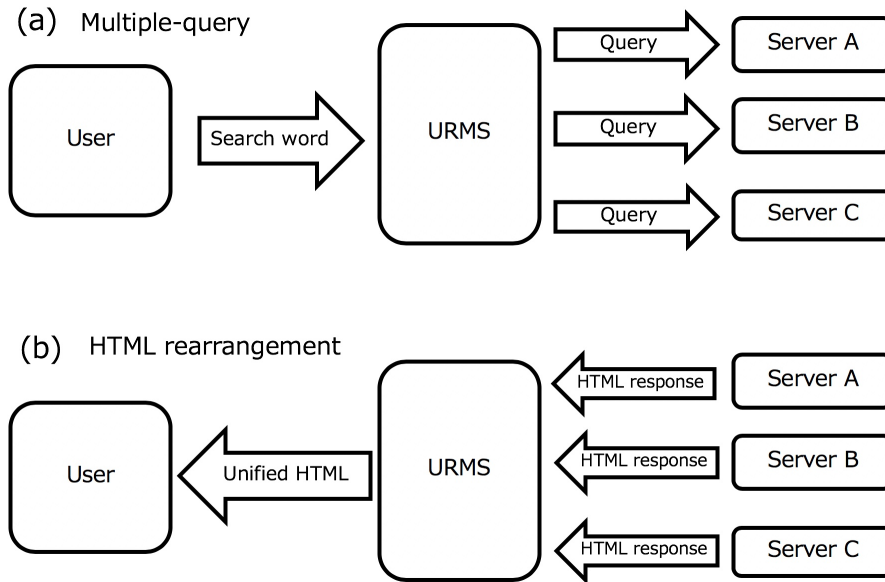 (a) Multiple-query
User
Search word
URMS
Query
Server A
Query
Server B
Query
Server C
(b) HTML rearrangement
User
Unified HTML
URMS
HTML response
Server A
HTML response
Server B
HTML response
Server C